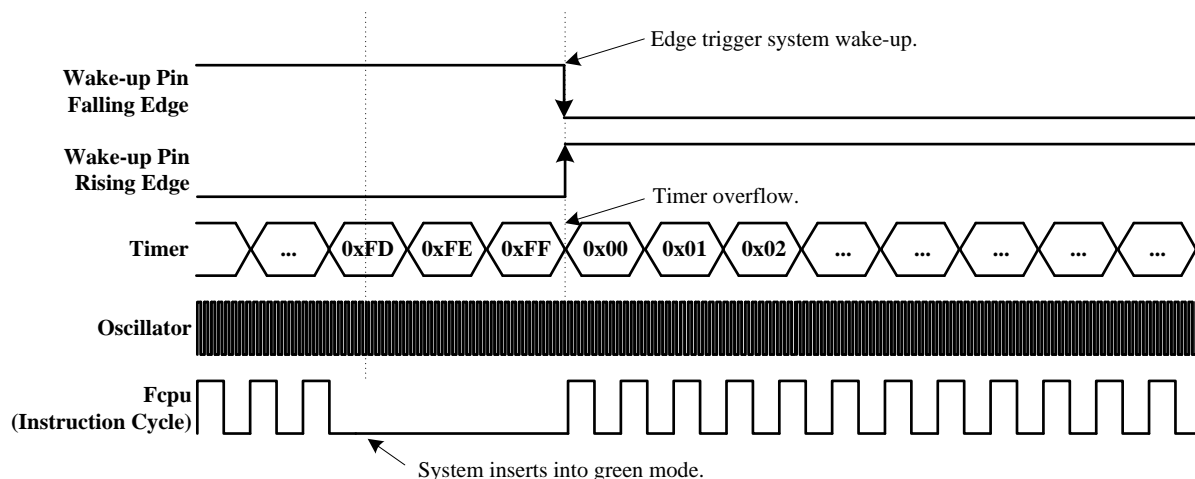 Edge trigger system wake-up.
Wake-up Pin
Falling Edge
Wake-up Pin
Rising Edge
Timer overflow.
Timer ... 0xFD 0xFE 0xFF 0x00 0x01 0x02 ... ... ... ... ...
Oscillator
Fcpu
(Instruction Cycle)
System inserts into green mode.